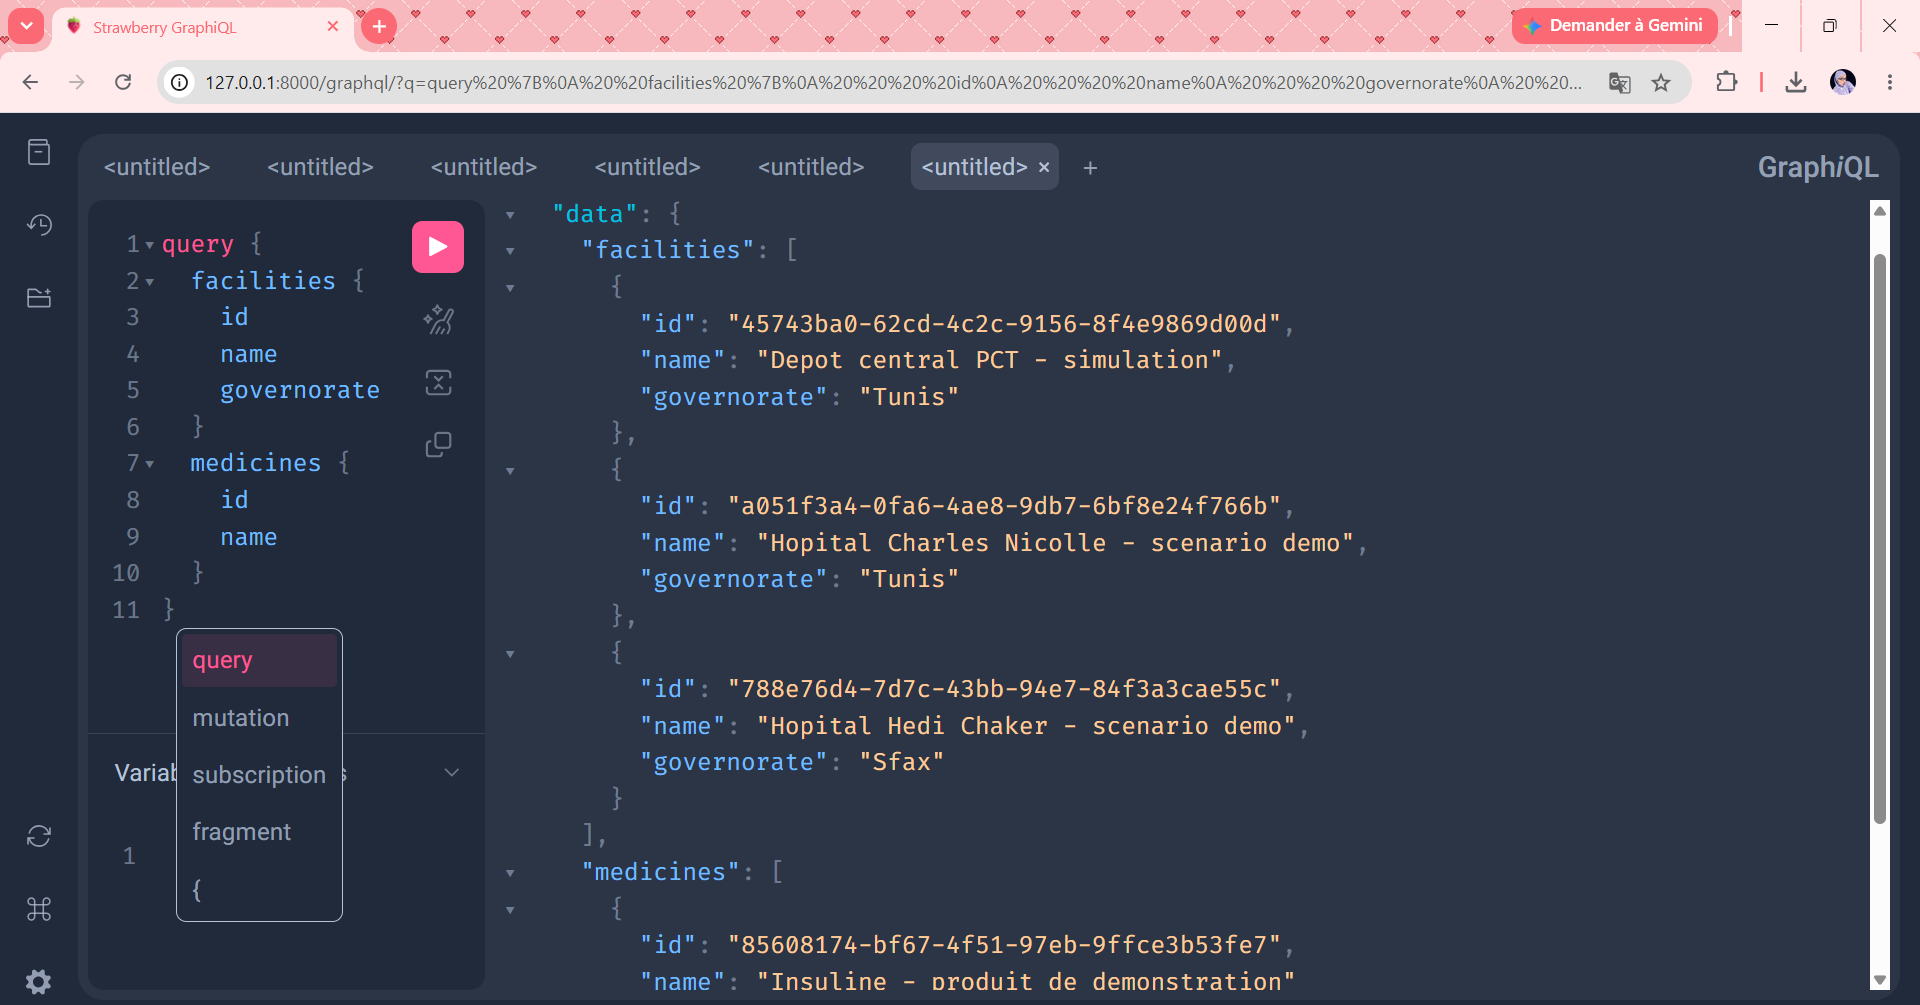 Strawberry GraphiQL
Demander à Gemini
127.0.0.1:8000/graphql/?q=query%20%7B%0A%20%20facilities%20%7B%0A%20%20%20%20id%0A%20%20%20%20name%0A%20%20%20%20governorate%0A%20%20...
<untitled> <untitled> <untitled> <untitled> <untitled> <untitled> × +
GraphiQL
1 query {
2 facilities {
3 id
4 name
5 governorate
6 }
7 medicines {
8 id
9 name
10 }
11 }
query
mutation
subscription
fragment
{
Variab s
1
"data": {
"facilities": [
{
"id": "45743ba0-62cd-4c2c-9156-8f4e9869d00d",
"name": "Depot central PCT - simulation",
"governorate": "Tunis"
},
{
"id": "a051f3a4-0fa6-4ae8-9db7-6bf8e24f766b",
"name": "Hopital Charles Nicolle - scenario demo",
"governorate": "Tunis"
},
{
"id": "788e76d4-7d7c-43bb-94e7-84f3a3cae55c",
"name": "Hopital Hedi Chaker - scenario demo",
"governorate": "Sfax"
}
],
"medicines": [
{
"id": "85608174-bf67-4f51-97eb-9ffce3b53fe7",
"name": "Insuline - produit de demonstration"